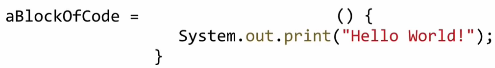 aBlockOfCode = () {
System.out.print("Hello World!");
}